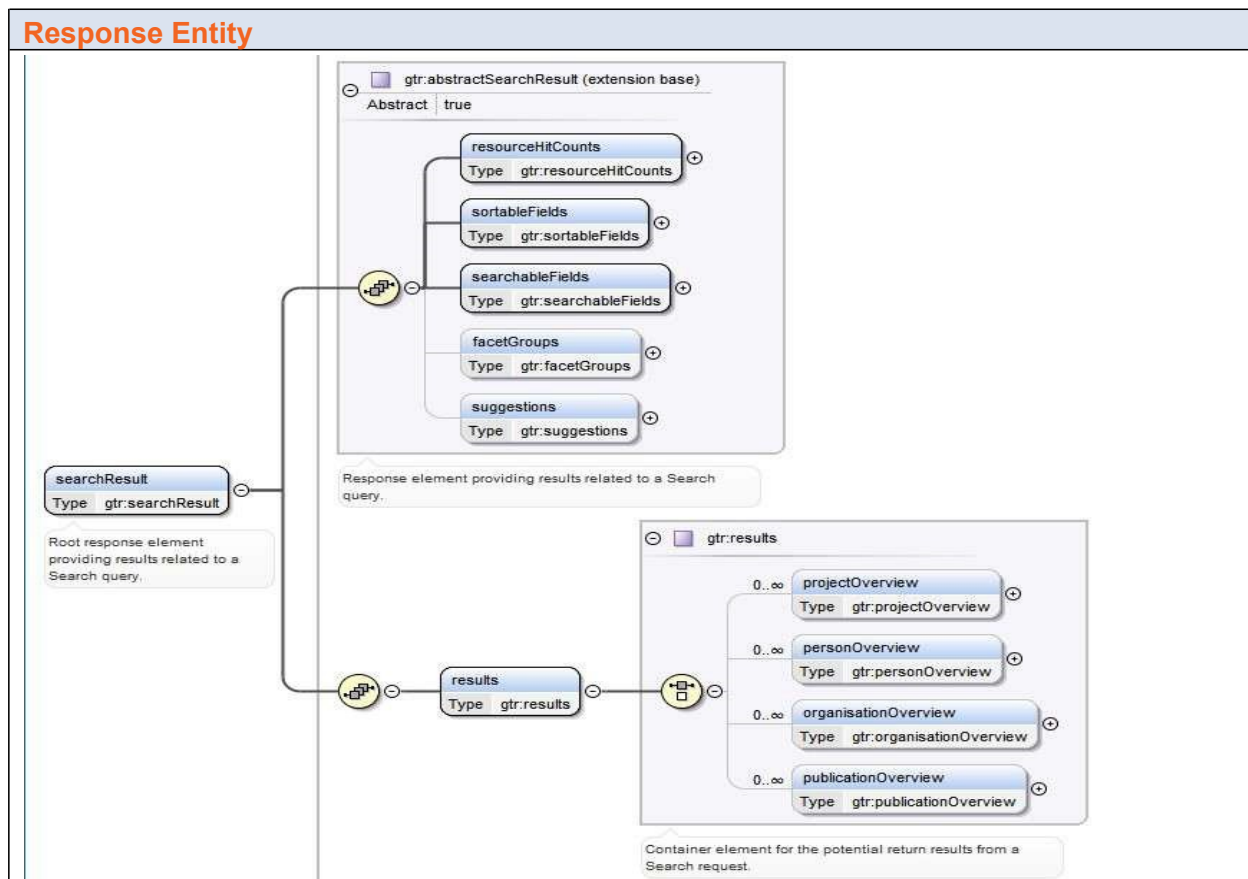 Response Entity
gtr:abstractSearchResult (extension base)
Abstract true
resourceHitCounts
Type gtr:resourceHitCounts
sortableFields
Type gtr:sortableFields
searchableFields
Type gtr:searchableFields
facetGroups
Type gtr:facetGroups
suggestions
Type gtr:suggestions
Response element providing results related to a Search
query.
searchResult
Type gtr:searchResult
Root response element
providing results related to a
Search query.
gtr:results
0..∞ projectOverview
Type gtr:projectOverview
0..∞ personOverview
Type gtr:personOverview
results
Type gtr:results
0..∞ organisationOverview
Type gtr:organisationOverview
0..∞ publicationOverview
Type gtr:publicationOverview
Container element for the potential return results from a
Search request.